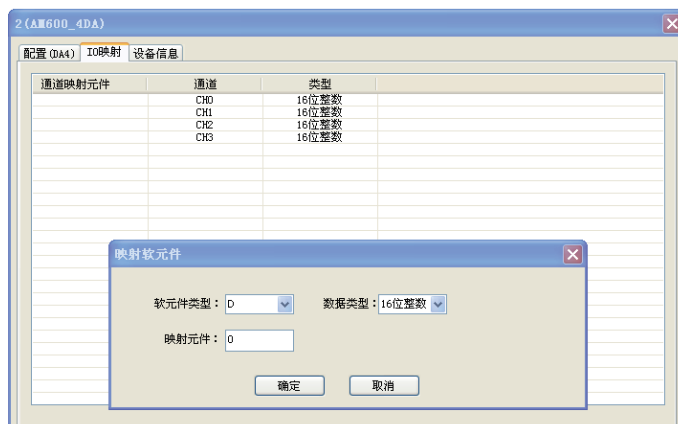 2(AM600_4DA)
配置(DA4) IO映射 设备信息
通道映射元件 通道 类型
CH0 16位整数
CH1 16位整数
CH2 16位整数
CH3 16位整数
映射软元件
软元件类型： D 数据类型： 16位整数
映射元件： 0
确定 取消